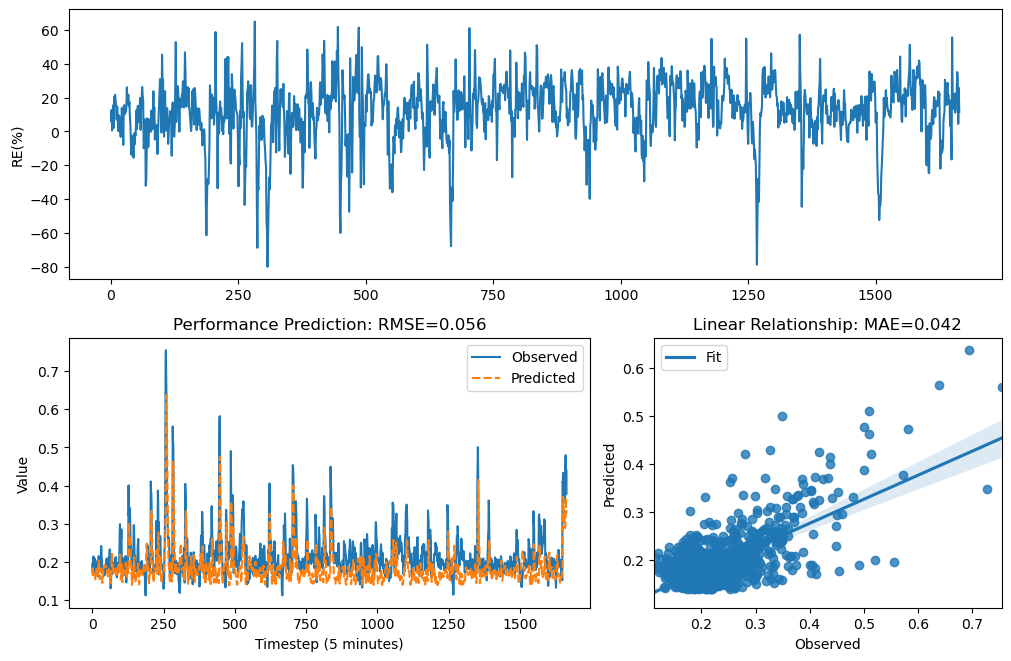 60
40
20
0
−20
−40
−60
−80
RE(%)
0 250 500 750 1000 1250 1500
Performance Prediction: RMSE=0.056
Observed
Predicted
0.7
0.6
0.5
0.4
0.3
0.2
0.1
Value
0 250 500 750 1000 1250 1500
Timestep (5 minutes)
Linear Relationship: MAE=0.042
Fit
0.6
0.5
0.4
0.3
0.2
Predicted
0.2 0.3 0.4 0.5 0.6 0.7
Observed